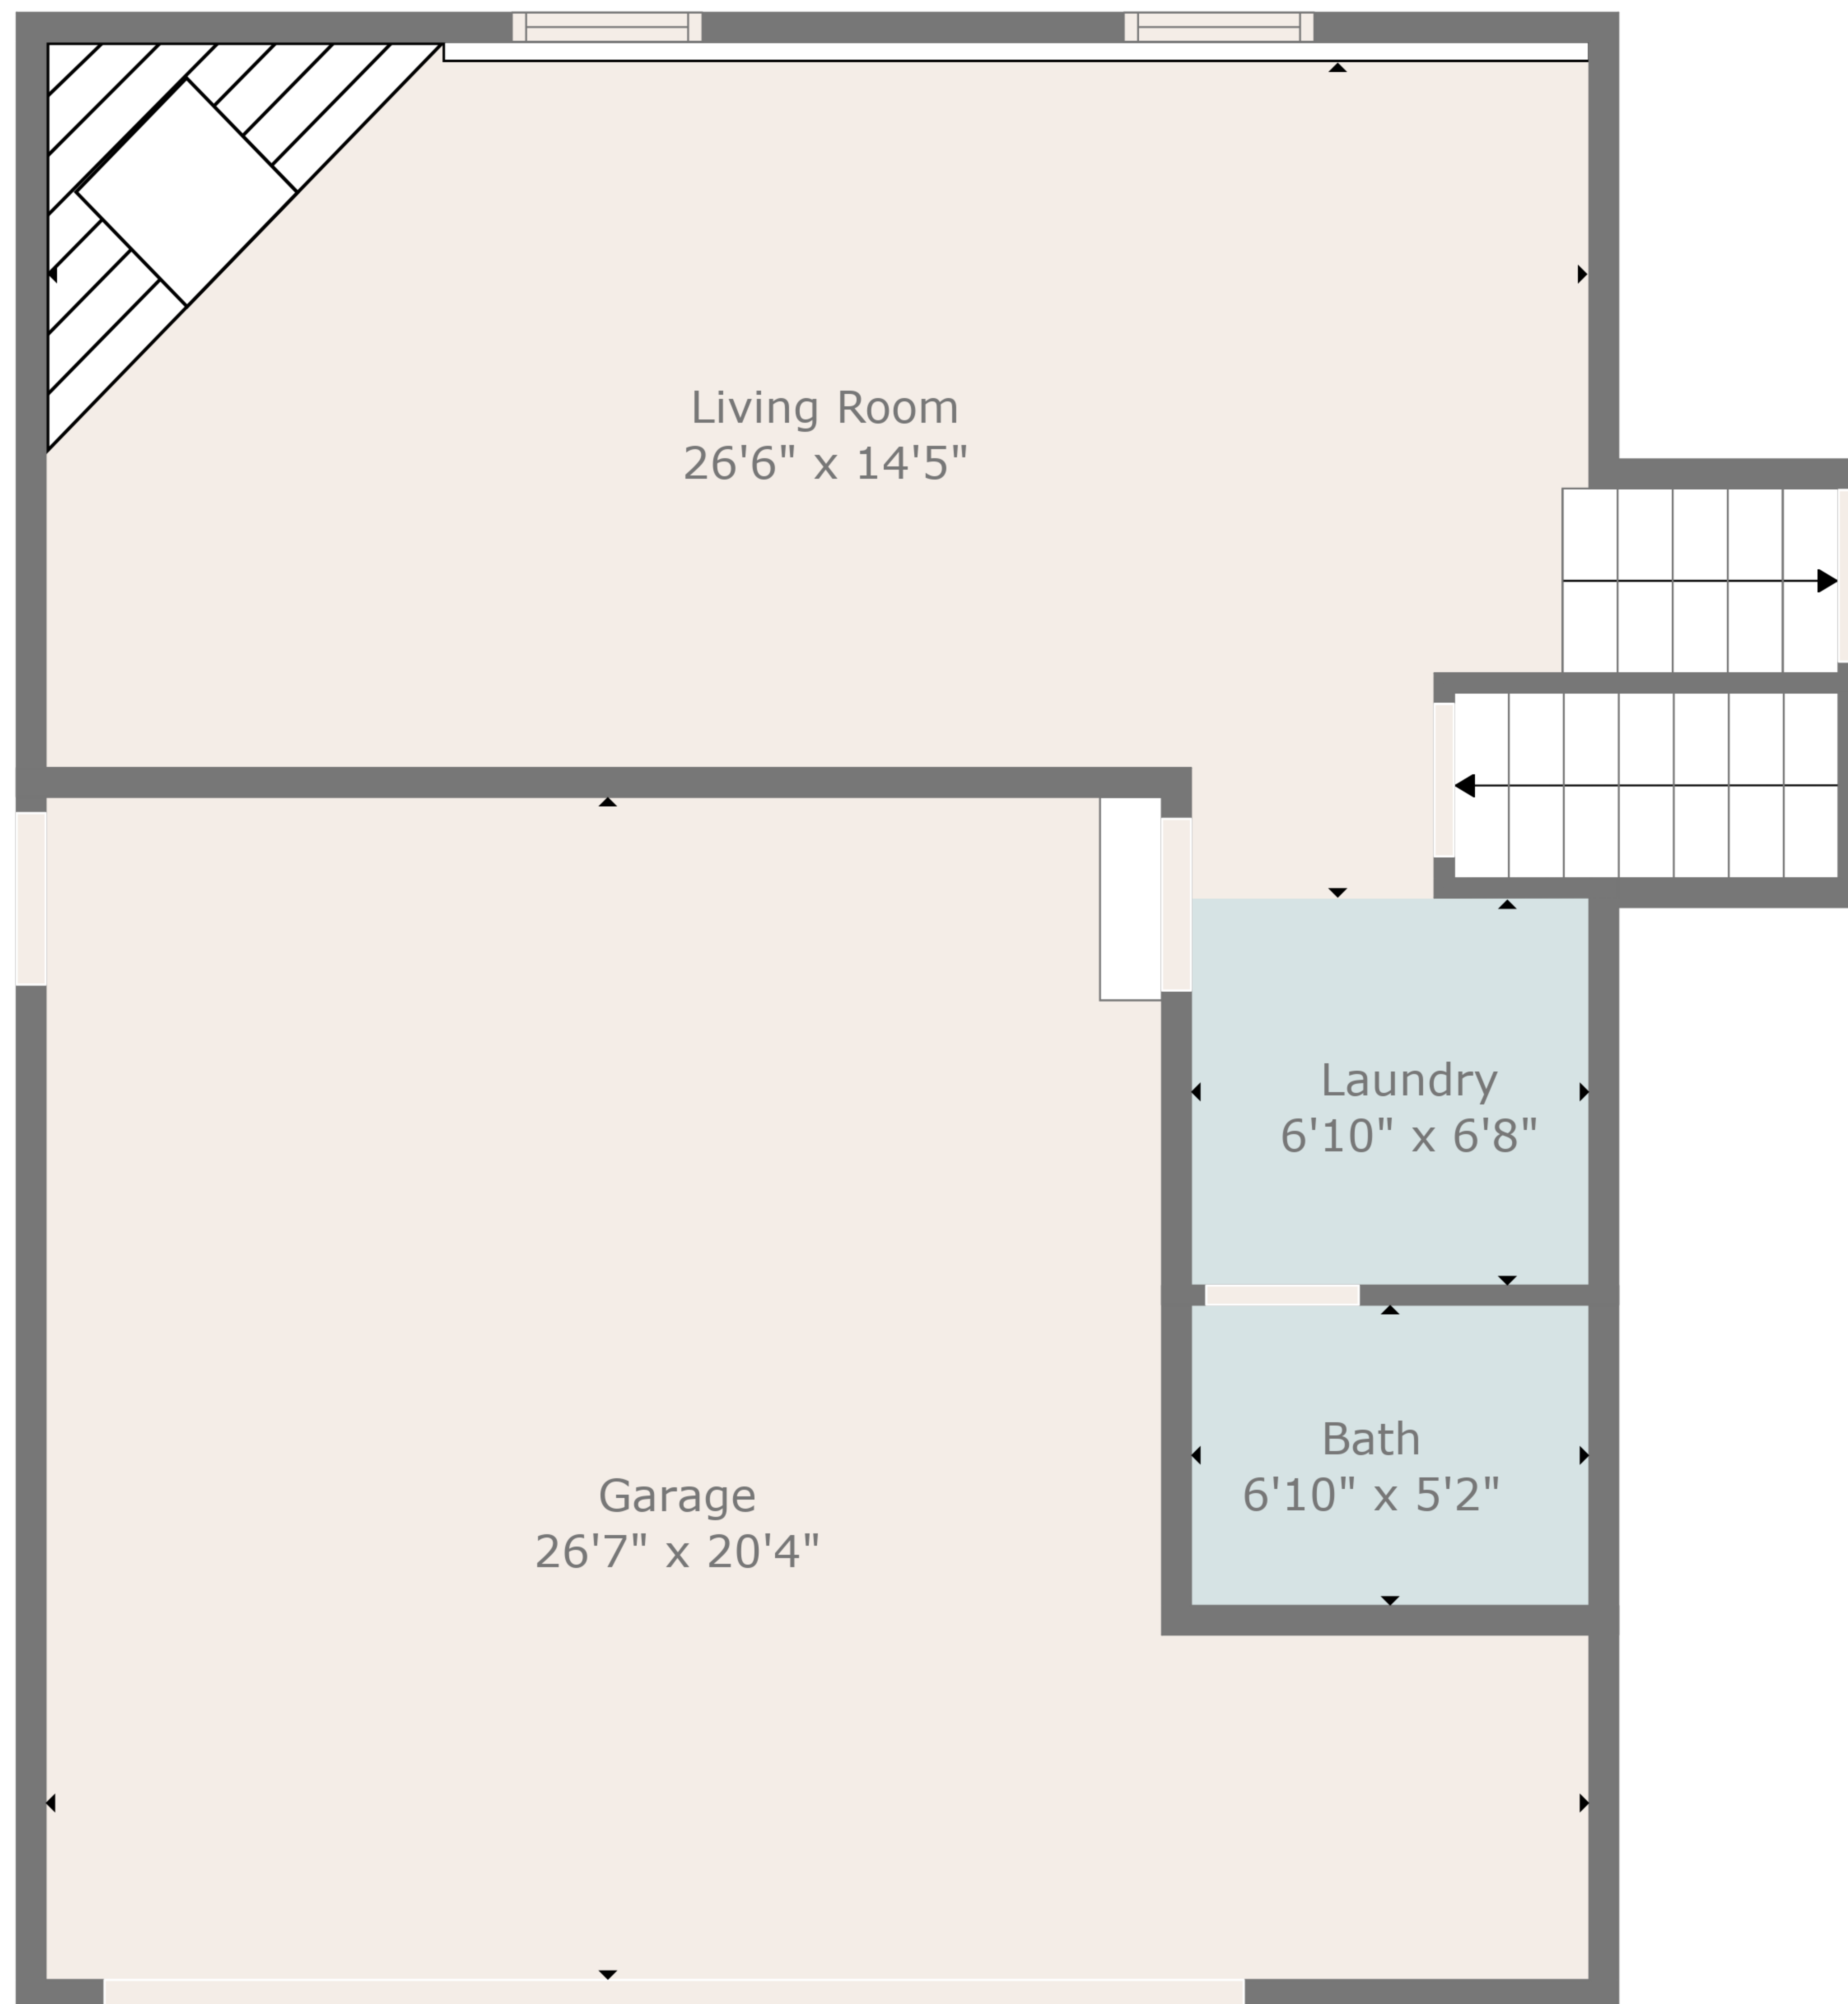 Living Room
26'6" x 14'5"
Laundry
6'10" x 6'8"
Bath
6'10" x 5'2"
Garage
26'7" x 20'4"